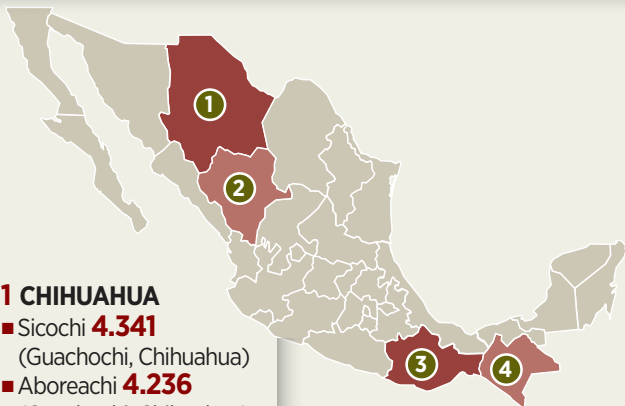 1
2
3
4
1 CHIHUAHUA
■ Sicochi 4.341
(Guachochi, Chihuahua)
■ Aboreachi 4.236